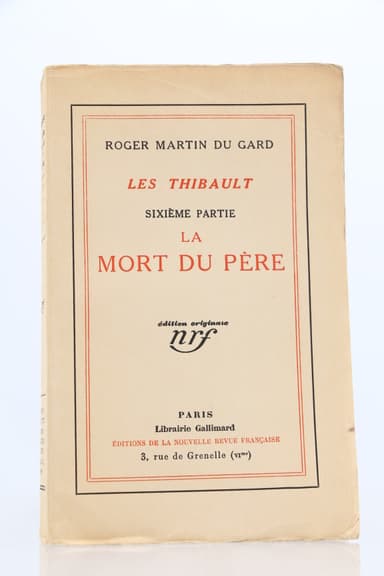 ROGER MARTIN DU GARD
LES THIBAULT
SIXIÈME PARTIE
LA
MORT DU PÈRE
édition originale
nrf
PARIS
Librairie Gallimard
ÉDITIONS DE LA NOUVELLE REVUE FRANÇAISE
3, rue de Grenelle (VIme)